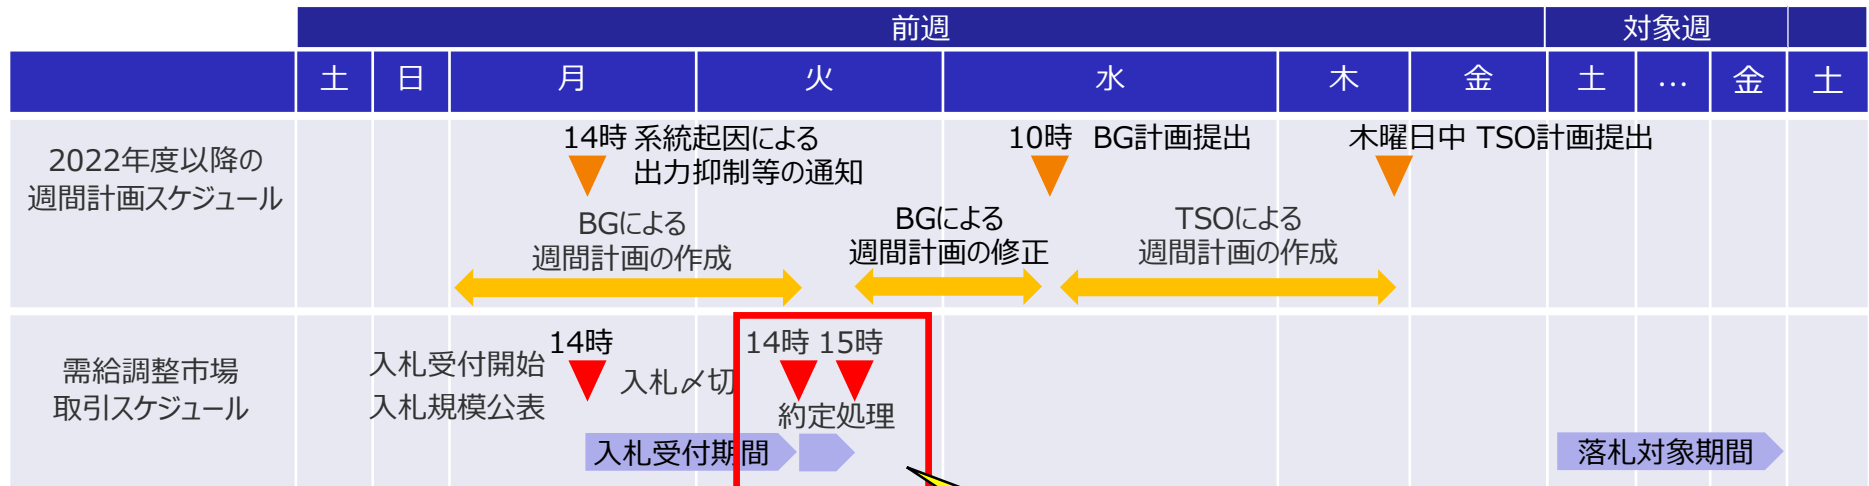 前週
対象週
土 日 月 火 水 木 金 土 … 金 土
2022年度以降の
週間計画スケジュール
14時 系統起因による
出力抑制等の通知
10時 BG計画提出
木曜日中 TSO計画提出
BGによる
週間計画の作成
BGによる
週間計画の修正
TSOによる
週間計画の作成
需給調整市場
取引スケジュール
入札受付開始
入札規模公表
14時
入札〆切
14時 15時
約定処理
入札受付期間
落札対象期間